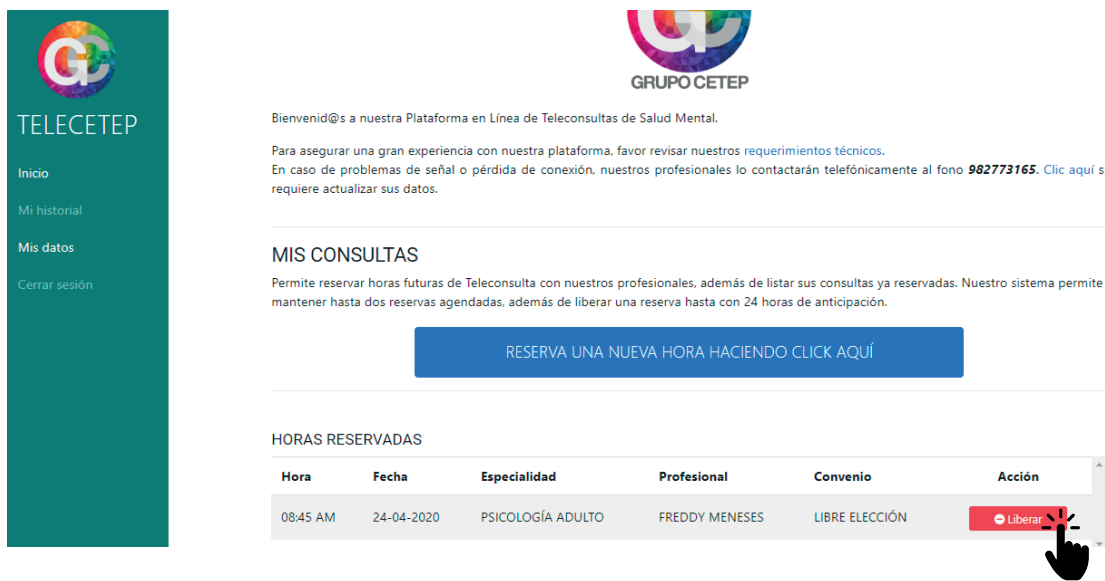 GC
TELECETEP
Inicio
Mi historial
Mis datos
Cerrar sesión
GC
GRUPO CETEP
Bienvenid@s a nuestra Plataforma en Línea de Teleconsultas de Salud Mental.
Para asegurar una gran experiencia con nuestra plataforma, favor revisar nuestros requerimientos técnicos.
En caso de problemas de señal o pérdida de conexión, nuestros profesionales lo contactarán telefónicamente al fono 982773165. Clic aquí s
requiere actualizar sus datos.
MIS CONSULTAS
Permite reservar horas futuras de Teleconsulta con nuestros profesionales, además de listar sus consultas ya reservadas. Nuestro sistema permite
mantener hasta dos reservas agendadas, además de liberar una reserva hasta con 24 horas de anticipación.
RESERVA UNA NUEVA HORA HACIENDO CLICK AQUÍ
HORAS RESERVADAS
Hora Fecha Especialidad Profesional Convenio Acción
08:45 AM 24-04-2020 PSICOLOGÍA ADULTO FREDDY MENESES LIBRE ELECCIÓN Liberar